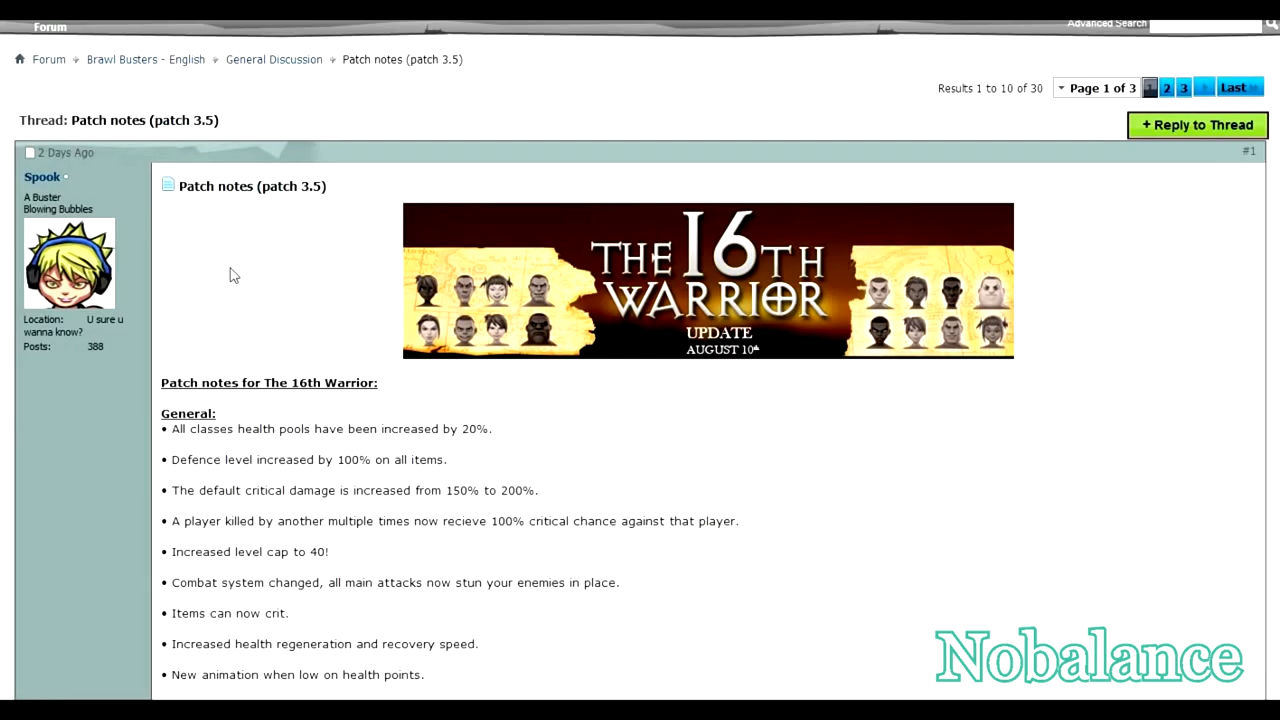 Forum
Advanced Search
Forum Brawl Busters - English General Discussion Patch notes (patch 3.5)
Results 1 to 10 of 30 Page 1 of 3 1 2 3 Last
Thread: Patch notes (patch 3.5)
+ Reply to Thread
2 Days Ago #1
Spook
A Buster
Blowing Bubbles
Location: U sure u
wanna know?
Posts: 388
Patch notes (patch 3.5)
THE 16TH
WARRIOR
UPDATE
AUGUST 10th
Patch notes for The 16th Warrior:
General:
• All classes health pools have been increased by 20%.
• Defence level increased by 100% on all items.
• The default critical damage is increased from 150% to 200%.
• A player killed by another multiple times now recieve 100% critical chance against that player.
• Increased level cap to 40!
• Combat system changed, all main attacks now stun your enemies in place.
• Items can now crit.
• Increased health regeneration and recovery speed.
• New animation when low on health points.
Nobalance